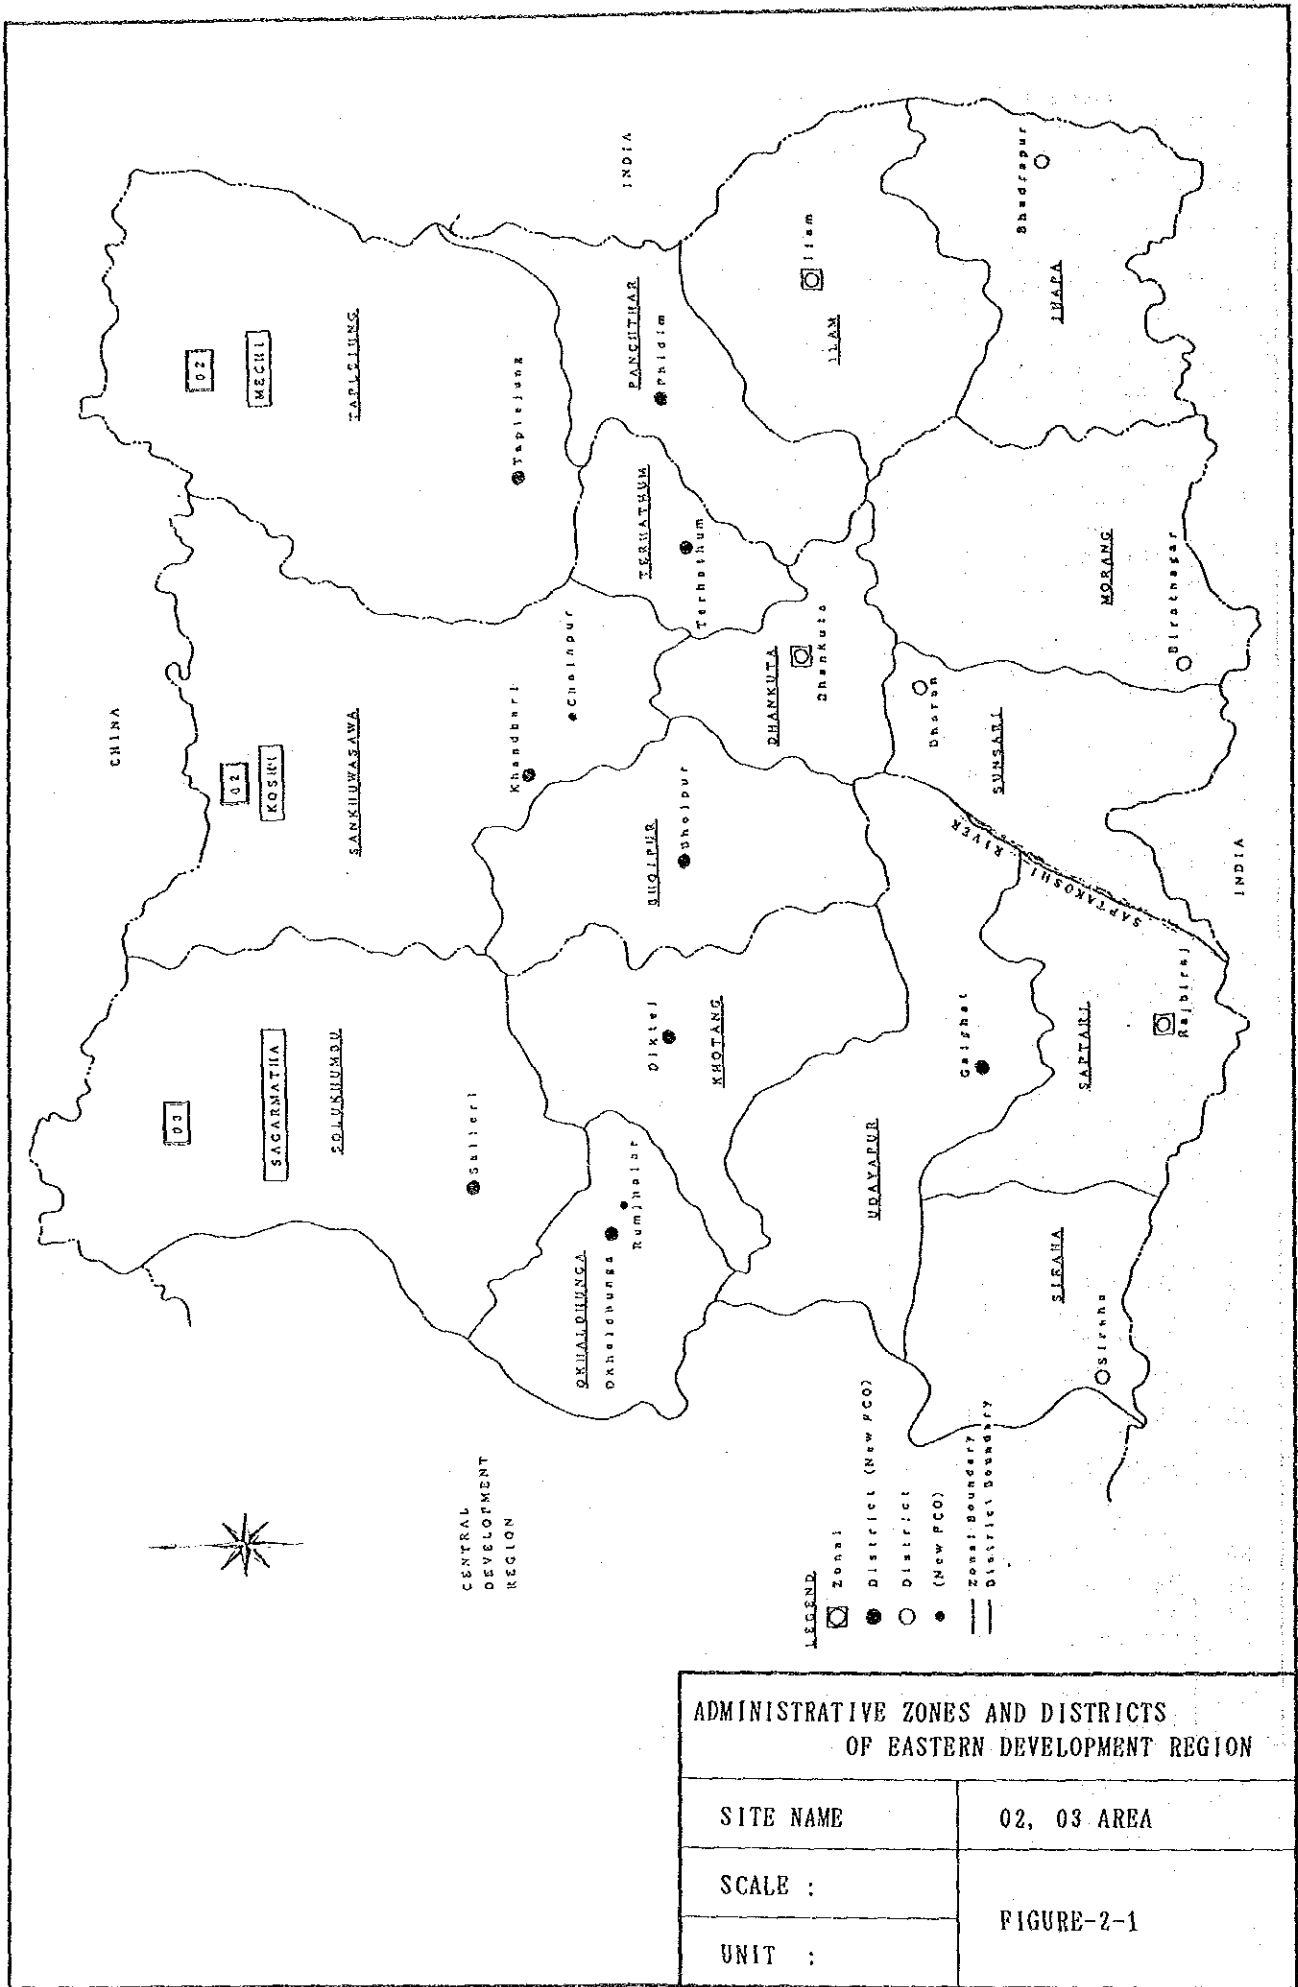 CHINA
02
MECHI
TAPLEJUNG
Taplejung
02
KOSHI
SANKHUWASAWA
Khandbari
Chainpur
03
SAGARMATHA
SOLUKHUMBU
Salleri
INDIA
PANCHTHAR
Phidim
TERHATHUM
Terhathum
BHOJPUR
Bhojpur
Diktel
KHOTANG
OKHALDHUNGA
Okhaldhunga
Rumjhatar
Ilam
ILAM
DHANKUTA
Dhankuta
Bhadrapur
JHAPA
MORANG
Biratnagar
Dharan
SUNSARI
SAPTAKOSHI RIVER
Gaighat
UDAYAPUR
SAPTARI
Rajbiraj
SIRAHA
Siraha
INDIA
CENTRAL
DEVELOPMENT
REGION
LEGEND
Zonal
District (New PCO)
District
(New PCO)
Zonal Boundary
District Boundary
ADMINISTRATIVE ZONES AND DISTRICTS
OF EASTERN DEVELOPMENT REGION
SITE NAME
02, 03 AREA
SCALE :
UNIT :
FIGURE-2-1